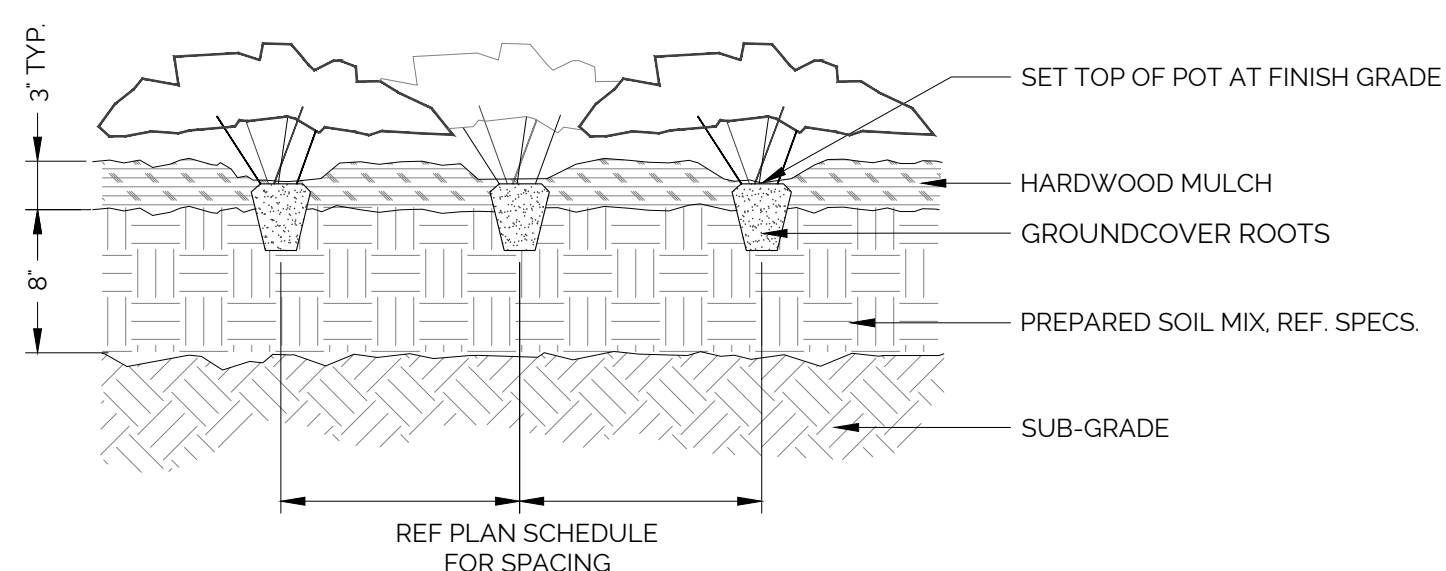 3" TYP.
8"
SET TOP OF POT AT FINISH GRADE
HARDWOOD MULCH
GROUNDCOVER ROOTS
PREPARED SOIL MIX, REF. SPECS.
SUB-GRADE
REF PLAN SCHEDULE
FOR SPACING